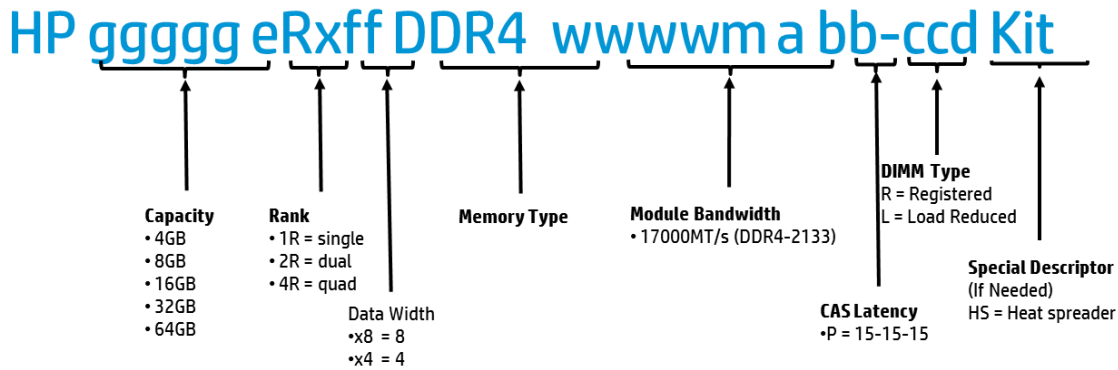 HP ggggg eRxff DDR4 wwwwm a bb-ccd Kit
Capacity
• 4GB
• 8GB
• 16GB
• 32GB
• 64GB
Rank
• 1R = single
• 2R = dual
• 4R = quad
Data Width
•x8 = 8
•x4 = 4
Memory Type
Module Bandwidth
• 17000MT/s (DDR4-2133)
CAS Latency
•P = 15-15-15
DIMM Type
R = Registered
L = Load Reduced
Special Descriptor
(If Needed)
HS = Heat spreader